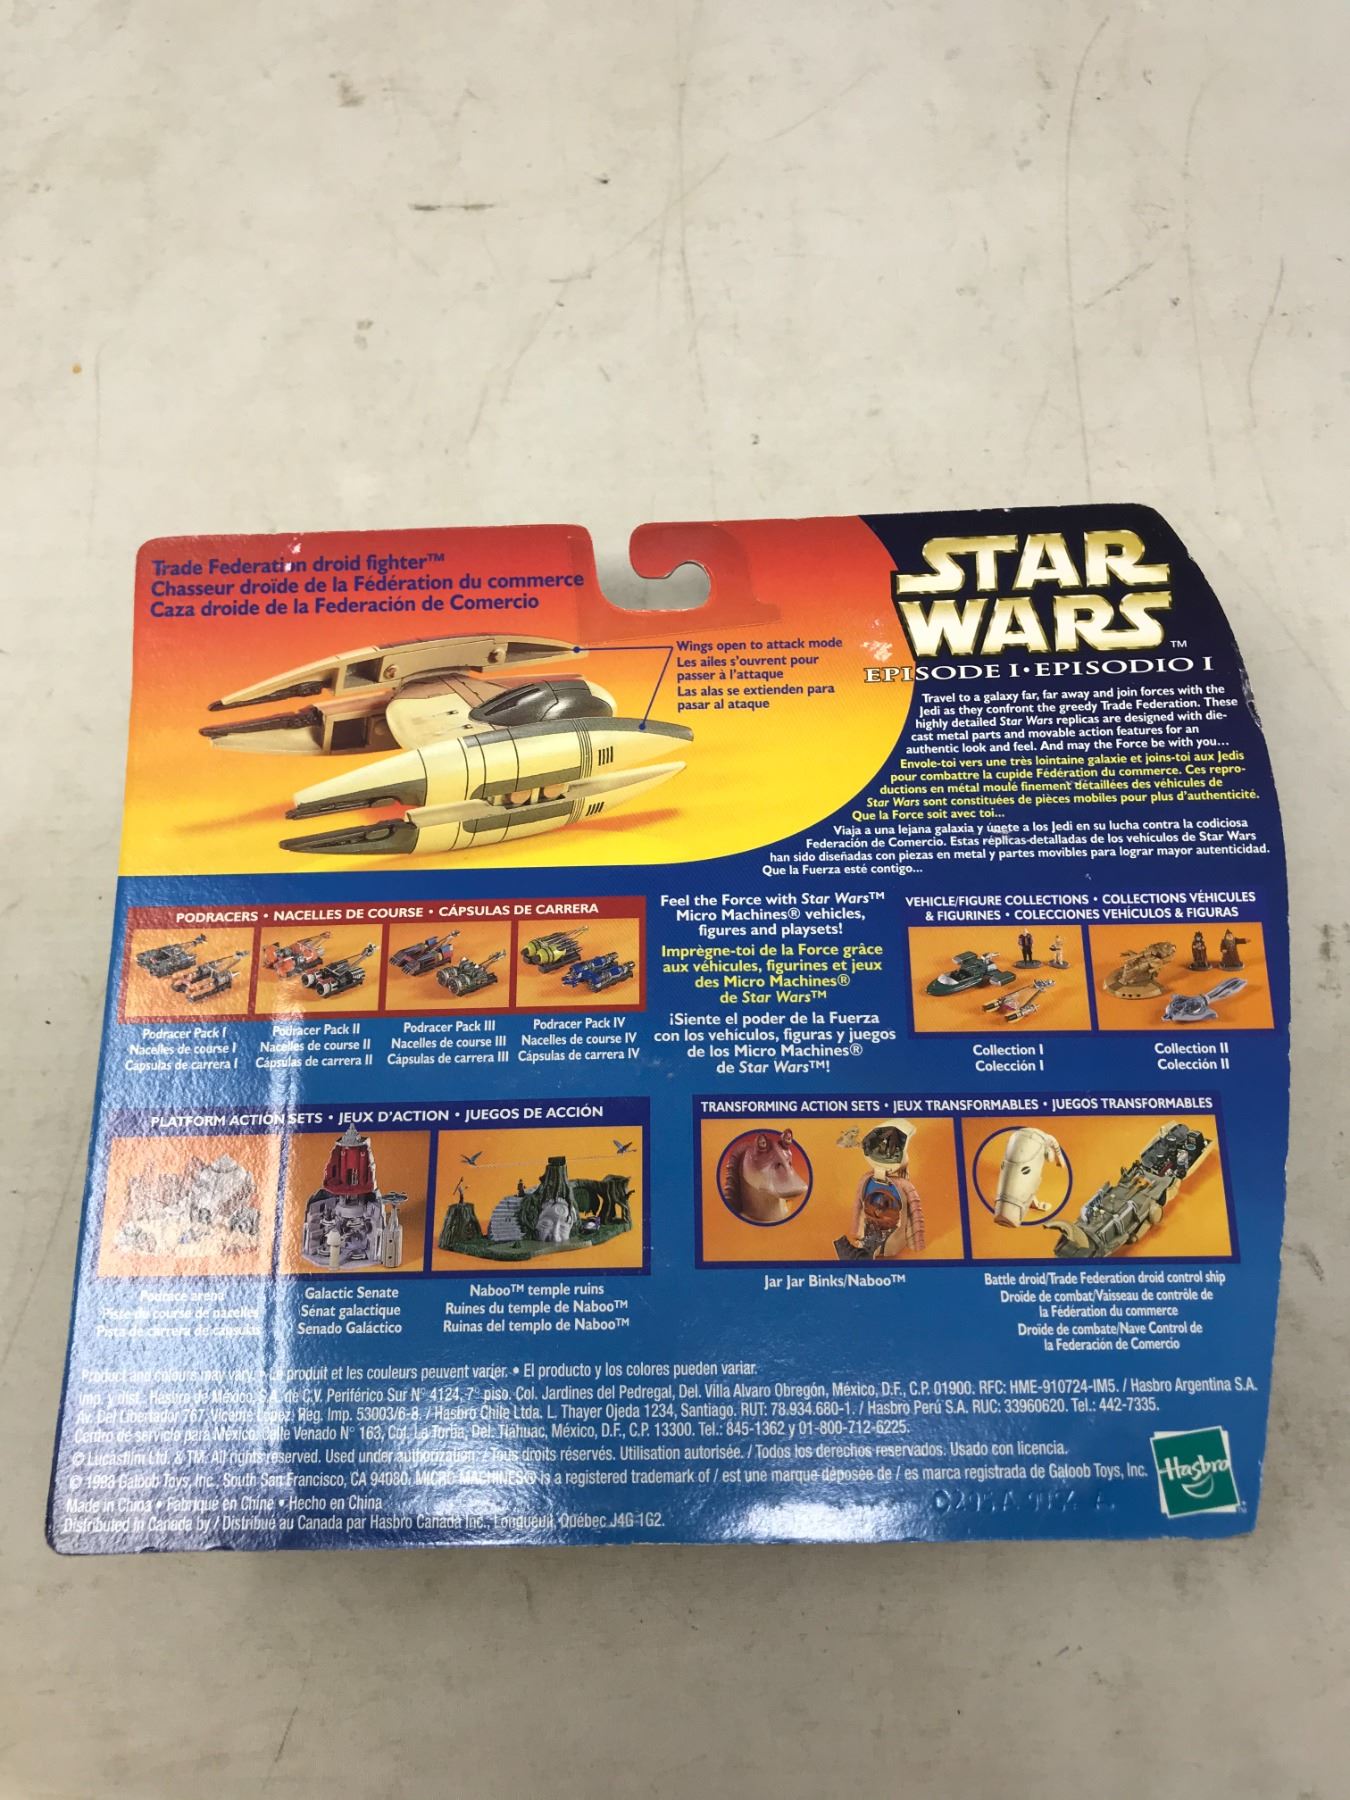 Trade Federation droid fighter™
Chasseur droïde de la Fédération du commerce
Caza droide de la Federación de Comercio
Wings open to attack mode
Les ailes s'ouvrent pour
passer à l'attaque
Las alas se extienden para
pasar al ataque
STAR
WARS™
EPISODE I • EPISODIO I
Travel to a galaxy far, far away and join forces with the
Jedi as they confront the greedy Trade Federation. These
highly detailed Star Wars replicas are designed with die-
cast metal parts and movable action features for an
authentic look and feel. And may the Force be with you...
Envole-toi vers une très lointaine galaxie et joins-toi aux Jedis
pour combattre la cupide Fédération du commerce. Ces repro-
ductions en métal moulé finement détaillées des véhicules de
Star Wars sont constituées de pièces mobiles pour plus d'authenticité.
Que la Force soit avec toi...
Viaja a una lejana galaxia y únete a los Jedi en su lucha contra la codiciosa
Federación de Comercio. Estas réplicas-detalladas de los vehículos de Star Wars
han sido diseñadas con piezas en metal y partes movibles para lograr mayor autenticidad.
Que la Fuerza esté contigo...
PODRACERS • NACELLES DE COURSE • CÁPSULAS DE CARRERA
Podracer Pack I
Nacelles de course I
Capsulas de carrera I
Podracer Pack II
Nacelles de course II
Cápsulas de carrera II
Podracer Pack III
Nacelles de course III
Cápsulas de carrera III
Podracer Pack IV
Nacelles de course IV
Cápsulas de carrera IV
Feel the Force with Star Wars™
Micro Machines® vehicles,
figures and playsets!
Imprègne-toi de la Force grâce
aux véhicules, figurines et jeux
des Micro Machines®
de Star Wars™
¡Siente el poder de la Fuerza
con los vehículos, figuras y juegos
de los Micro Machines®
de Star Wars™!
VEHICLE/FIGURE COLLECTIONS • COLLECTIONS VÉHICULES
& FIGURINES • COLECCIONES VEHÍCULOS & FIGURAS
Collection I
Colección I
Collection II
Colección II
PLATFORM ACTION SETS • JEUX D'ACTION • JUEGOS DE ACCIÓN
Podrace arena
Piste de course de nacelles
Pista de carrera de cápsulas
Galactic Senate
Sénat galactique
Senado Galáctico
Naboo™ temple ruins
Ruines du temple de Naboo™
Ruinas del templo de Naboo™
TRANSFORMING ACTION SETS • JEUX TRANSFORMABLES • JUEGOS TRANSFORMABLES
Jar Jar Binks/Naboo™
Battle droid/Trade Federation droid control ship
Droïde de combat/Vaisseau de contrôle de
la Fédération du commerce
Droïde de combate/Nave Control de
la Federación de Comercio
Product and colours may vary. • Le produit et les couleurs peuvent varier. • El producto y los colores pueden variar.
Imp. y dist.: Hasbro de México, S.A. de C.V. Periférico Sur N° 4124, 7° piso, Col. Jardines del Pedregal, Del. Villa Alvaro Obregón, México, D.F., C.P. 01900. RFC: HME-910724-IM5. / Hasbro Argentina S.A.
Av. Del Libertador 767, Vicente López, Reg. Imp. 53003/6-8. / Hasbro Chile Ltda. L. Thayer Ojeda 1234, Santiago. RUT: 78.934.680-1. / Hasbro Perú S.A. RUC: 33960620. Tel.: 442-7335.
Centro de servicio para México: Calle Venado N° 163, Col. La Turba, Del. Tlahuac, México, D.F., C.P. 13300. Tel.: 845-1362 y 01-800-712-6225.
© Lucasfilm Ltd. & TM. All rights reserved. Used under authorization. / Tous droits réservés. Utilisation autorisée. / Todos los derechos reservados. Usado con licencia.
© 1998 Galoob Toys, Inc., South San Francisco, CA 94080. MICRO MACHINES® is a registered trademark of / est une marque déposée de / es marca registrada de Galoob Toys, Inc.
Made in China • Fabriqué en Chine • Hecho en China
Distributed in Canada by / Distribué au Canada par Hasbro Canada Inc., Longueuil, Québec J4G 1G2.
Hasbro